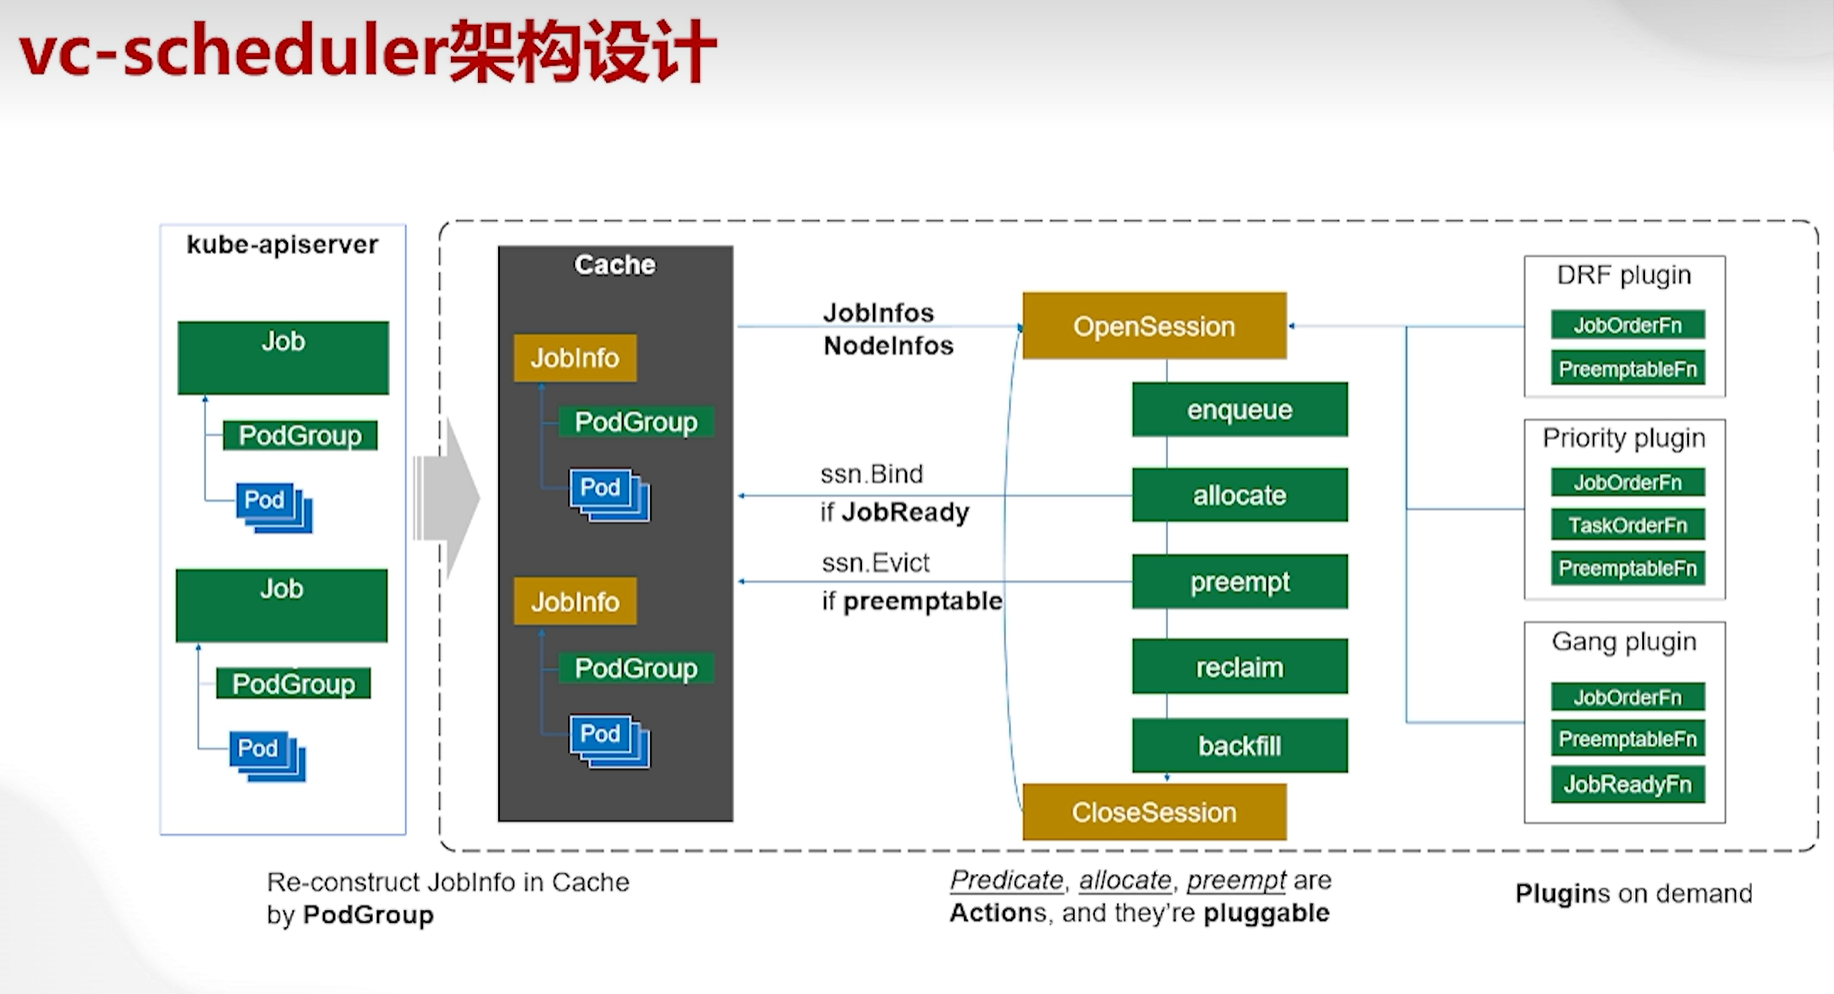 vc-scheduler架构设计
kube-apiserver
Job
PodGroup
Pod
Job
PodGroup
Pod
Cache
JobInfo
PodGroup
Pod
JobInfo
PodGroup
Pod
JobInfos
NodeInfos
ssn.Bind
if JobReady
ssn.Evict
if preemptable
OpenSession
enqueue
allocate
preempt
reclaim
backfill
CloseSession
DRF plugin
JobOrderFn
PreemptableFn
Priority plugin
JobOrderFn
TaskOrderFn
PreemptableFn
Gang plugin
JobOrderFn
PreemptableFn
JobReadyFn
Re-construct JobInfo in Cache
by PodGroup
Predicate, allocate, preempt are
Actions, and they're pluggable
Plugins on demand